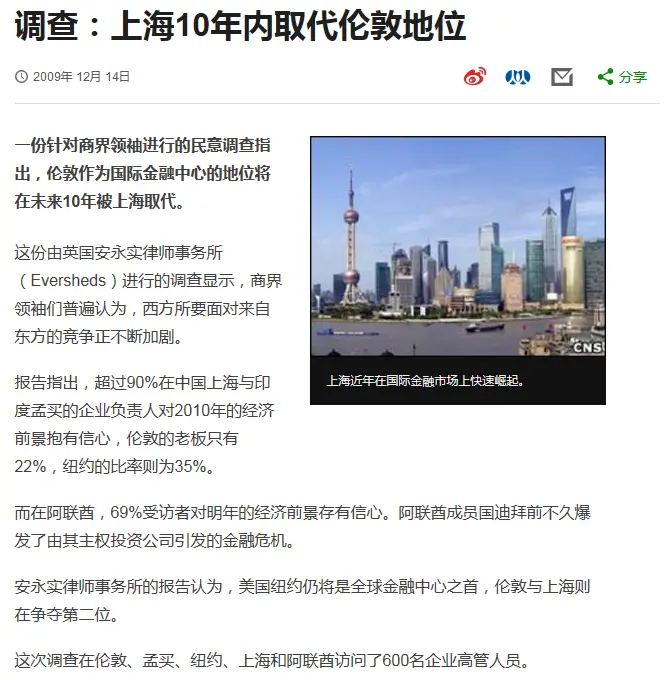 调查：上海10年内取代伦敦地位
2009年 12月 14日
分享
一份针对商界领袖进行的民意调查指
出，伦敦作为国际金融中心的地位将
在未来10年被上海取代。
这份由英国安永实律师事务所
（Eversheds）进行的调查显示，商界
领袖们普遍认为，西方所要面对来自
东方的竞争正不断加剧。
报告指出，超过90%在中国上海与印
度孟买的企业负责人对2010年的经济
前景抱有信心，伦敦的老板只有
22%，纽约的比率则为35%。
CNS
上海近年在国际金融市场上快速崛起。
而在阿联酋，69%受访者对明年的经济前景存有信心。阿联酋成员国迪拜前不久爆
发了由其主权投资公司引发的金融危机。
安永实律师事务所的报告认为，美国纽约仍将是全球金融中心之首，伦敦与上海则
在争夺第二位。
这次调查在伦敦、孟买、纽约、上海和阿联酋访问了600名企业高管人员。